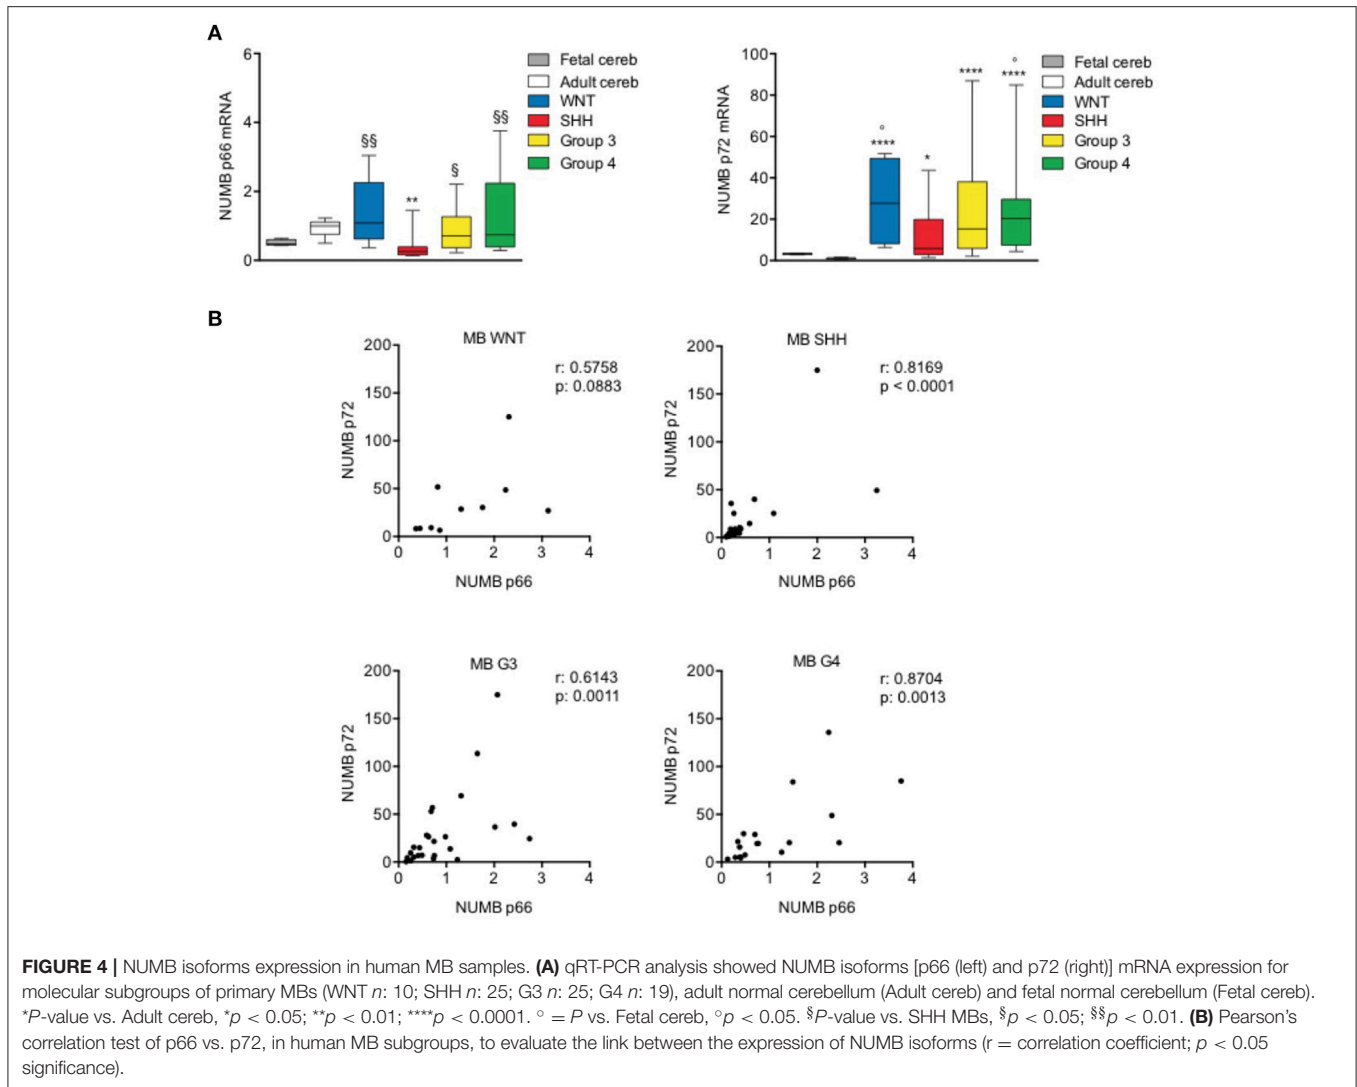 A
NUMB p66 mRNA
6
4
2
0
§§
**
§
§§
Fetal cereb
Adult cereb
WNT
SHH
Group 3
Group 4
NUMB p72 mRNA
100
80
60
40
20
0
°
****
*
****
°
****
Fetal cereb
Adult cereb
WNT
SHH
Group 3
Group 4
B
MB WNT
r: 0.5758
p: 0.0883
NUMB p72
200
150
100
50
0
0 1 2 3 4
NUMB p66
MB SHH
r: 0.8169
p < 0.0001
NUMB p72
200
150
100
50
0
0 1 2 3 4
NUMB p66
MB G3
r: 0.6143
p: 0.0011
NUMB p72
200
150
100
50
0
0 1 2 3 4
NUMB p66
MB G4
r: 0.8704
p: 0.0013
NUMB p72
200
150
100
50
0
0 1 2 3 4
NUMB p66
FIGURE 4 | NUMB isoforms expression in human MB samples. (A) qRT-PCR analysis showed NUMB isoforms [p66 (left) and p72 (right)] mRNA expression for
molecular subgroups of primary MBs (WNT n: 10; SHH n: 25; G3 n: 25; G4 n: 19), adult normal cerebellum (Adult cereb) and fetal normal cerebellum (Fetal cereb).
*P-value vs. Adult cereb, *p < 0.05; **p < 0.01; ****p < 0.0001. ° = P vs. Fetal cereb, °p < 0.05. §P-value vs. SHH MBs, §p < 0.05; §§p < 0.01. (B) Pearson's
correlation test of p66 vs. p72, in human MB subgroups, to evaluate the link between the expression of NUMB isoforms (r = correlation coefficient; p < 0.05
significance).